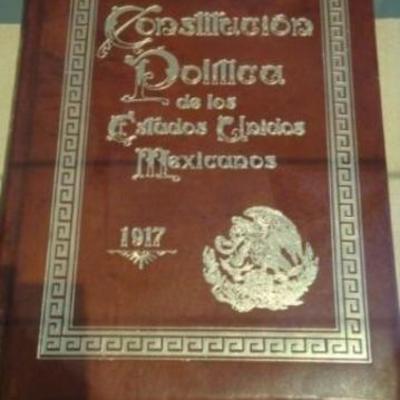 Constitución
Política
de los
Estados Unidos
Mexicanos
1917